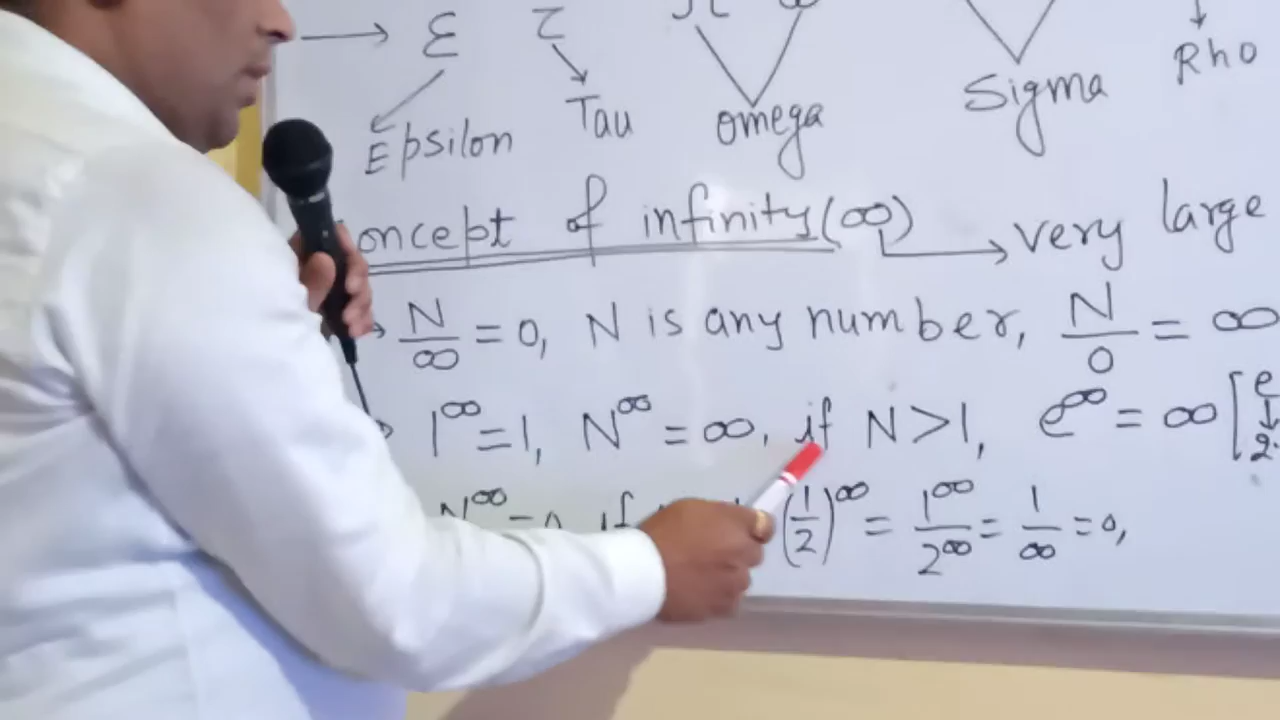 → ε τ
Epsilon Tau omega Sigma Rho
oncept of infinity (∞) → very large
N/∞ = 0, N is any number, N/0 = ∞
1^∞ = 1, N^∞ = ∞, if N > 1, e^∞ = ∞ [e
N^∞ = 0 if (1/2)^∞ = 1^∞/2^∞ = 1/∞ = 0,